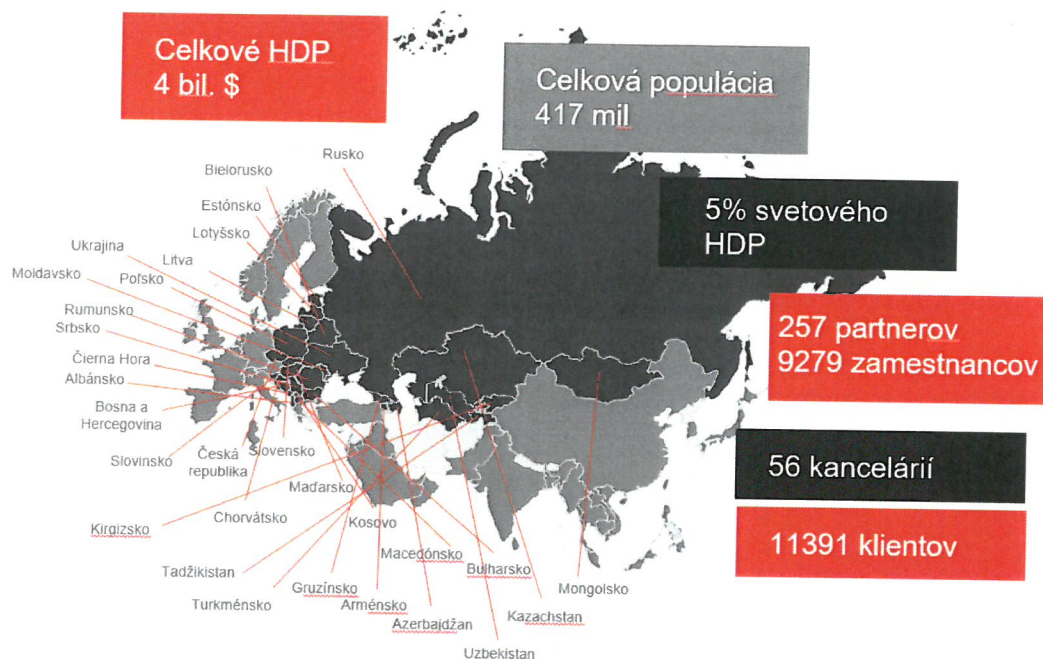 Celkové HDP
4 bil. $
Celková populácia
417 mil
5% svetového
HDP
257 partnerov
9279 zamestnancov
56 kancelárií
11391 klientov
Rusko
Bielorusko
Estónsko
Lotyšsko
Ukrajina
Litva
Moldavsko
Poľsko
Rumunsko
Srbsko
Čierna Hora
Albánsko
Bosna a
Hercegovina
Slovinsko
Česká
republika
Slovensko
Maďarsko
Chorvátsko
Kosovo
Kirgizsko
Macedónsko
Bulharsko
Tadžikistan
Gruzínsko
Mongolsko
Turkménsko
Arménsko
Kazachstan
Azerbajdžan
Uzbekistan